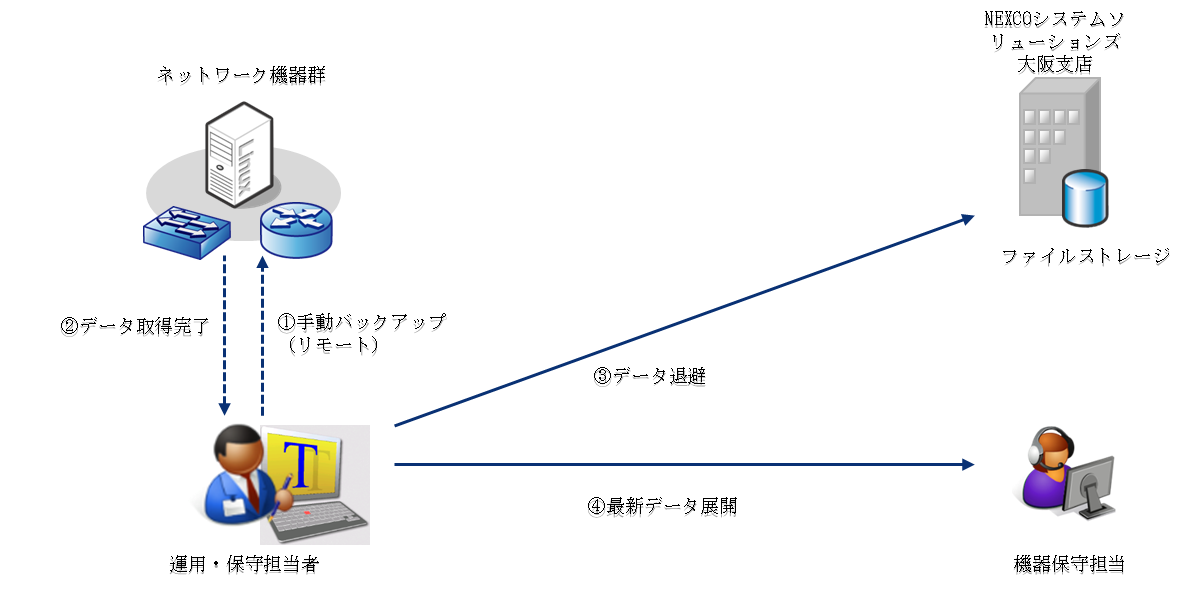 NEXCOシステムソ
リューションズ
大阪支店
ネットワーク機器群
Linux
ファイルストレージ
②データ取得完了
①手動バックアップ
（リモート）
③データ退避
T
④最新データ展開
運用・保守担当者
機器保守担当